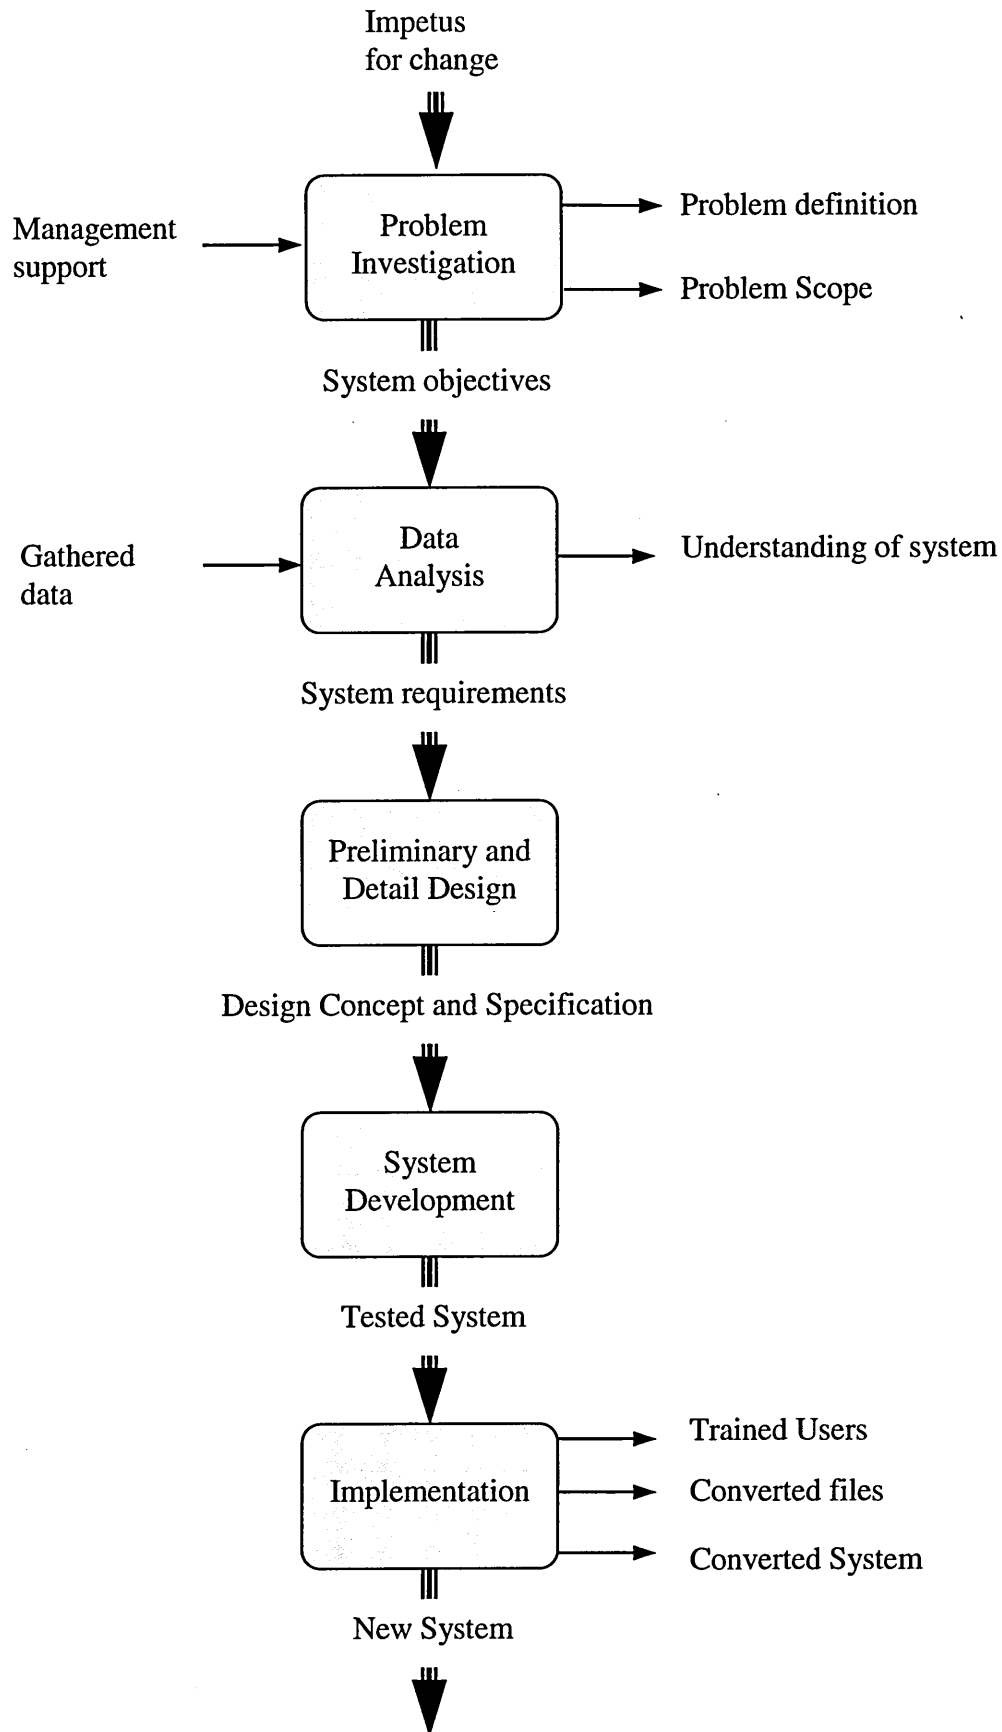 Impetus
for change
Management
support
Problem
Investigation
Problem definition
Problem Scope
System objectives
Gathered
data
Data
Analysis
Understanding of system
System requirements
Preliminary and
Detail Design
Design Concept and Specification
System
Development
Tested System
Implementation
Trained Users
Converted files
Converted System
New System